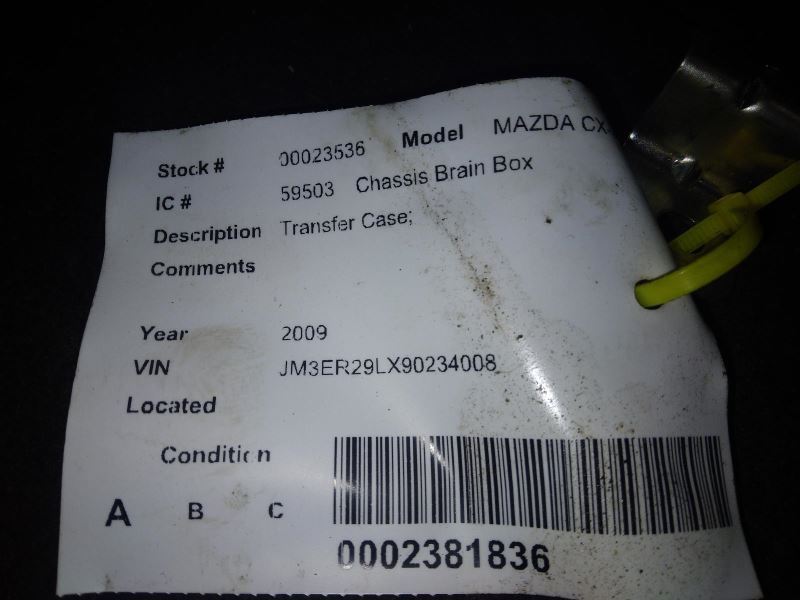 Stock # 00023536 Model MAZDA CX
IC # 59503 Chassis Brain Box
Description Transfer Case;
Comments
Year 2009
VIN JM3ER29LX90234008
Located
Condition
A B C
0002381836